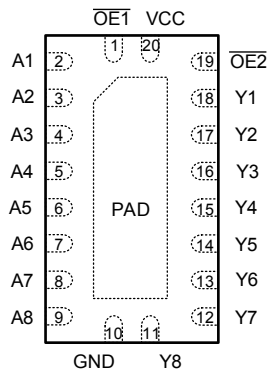 OE1 VCC
1 20
A1 2 19 OE2
A2 3 18 Y1
A3 4 17 Y2
A4 5 16 Y3
A5 6 PAD 15 Y4
A6 7 14 Y5
A7 8 13 Y6
A8 9 12 Y7
10 11
GND Y8